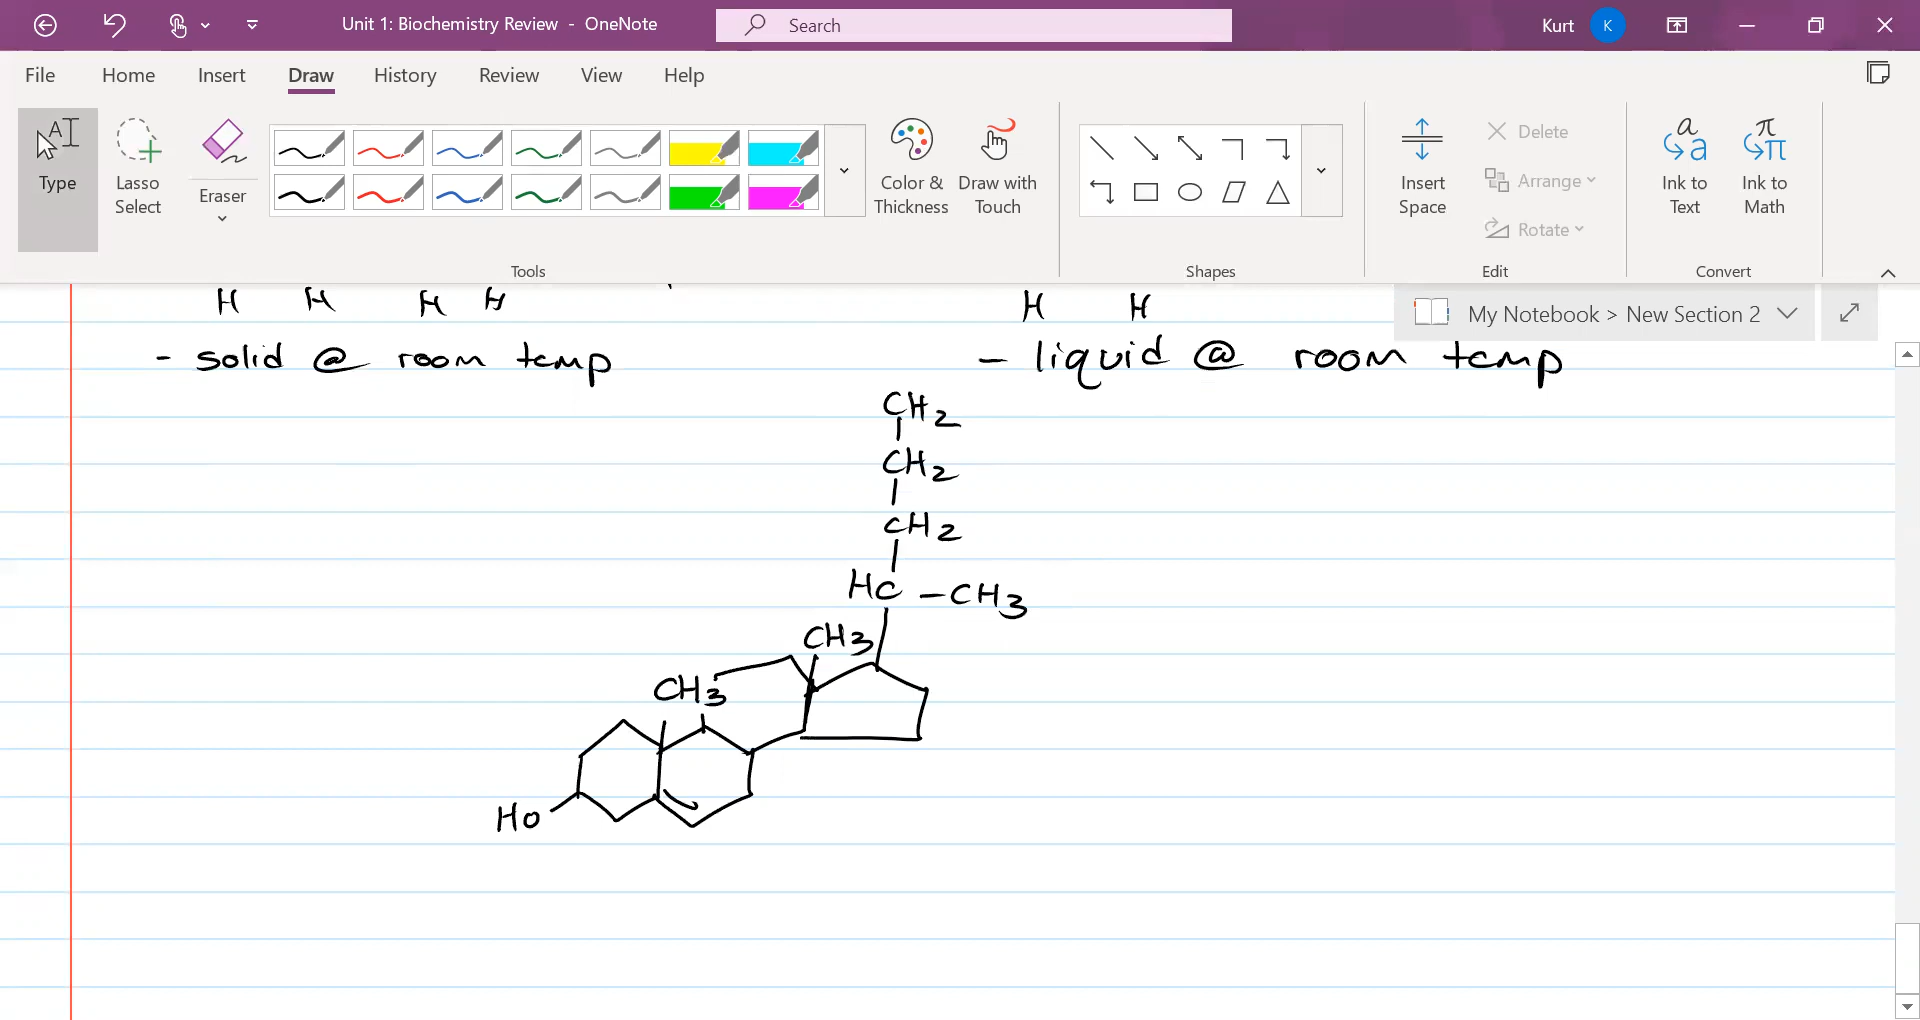 Unit 1: Biochemistry Review - OneNote
Search
Kurt K
File Home Insert Draw History Review View Help
Type
Lasso Select
Eraser
Color & Thickness
Draw with Touch
Insert Space
Delete
Arrange
Rotate
Ink to Text
Ink to Math
Tools Shapes Edit Convert
My Notebook > New Section 2
H H H H H H
- solid @ room temp
- liquid @ room temp
CH2
CH2
CH2
HC - CH3
CH3
CH3
HO